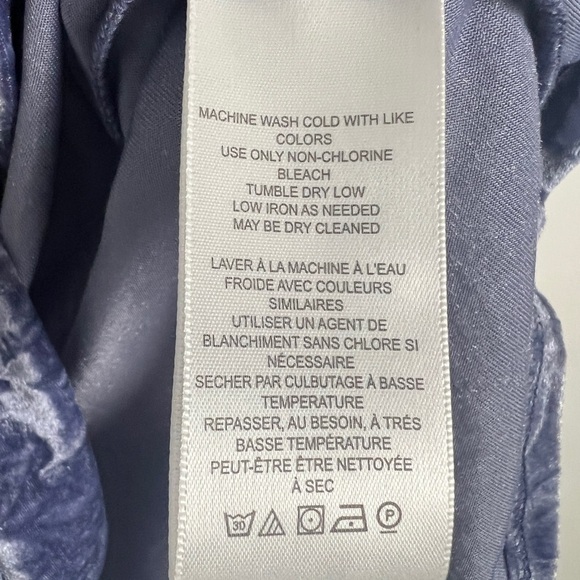 MACHINE WASH COLD WITH LIKE
COLORS
USE ONLY NON-CHLORINE
BLEACH
TUMBLE DRY LOW
LOW IRON AS NEEDED
MAY BE DRY CLEANED
LAVER À LA MACHINE À L'EAU
FROIDE AVEC COULEURS
SIMILAIRES
UTILISER UN AGENT DE
BLANCHIMENT SANS CHLORE SI
NÉCESSAIRE
SECHER PAR CULBUTAGE À BASSE
TEMPERATURE
REPASSER, AU BESOIN, À TRÉS
BASSE TEMPÉRATURE
PEUT-ÊTRE ÊTRE NETTOYÉE
À SEC
30 P